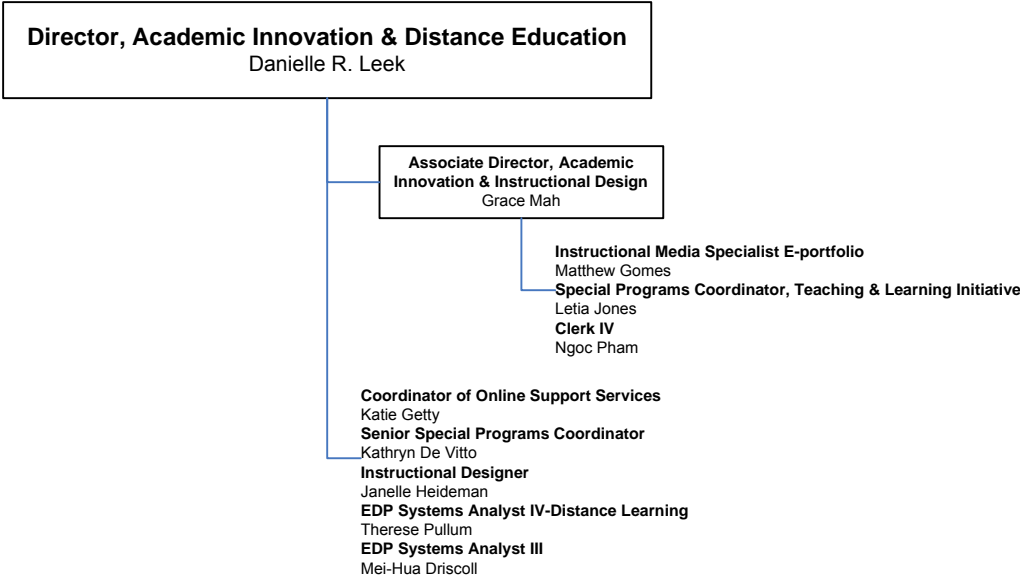 Director, Academic Innovation & Distance Education
Danielle R. Leek
Associate Director, Academic
Innovation & Instructional Design
Grace Mah
Instructional Media Specialist E-portfolio
Matthew Gomes
Special Programs Coordinator, Teaching & Learning Initiative
Letia Jones
Clerk IV
Ngoc Pham
Coordinator of Online Support Services
Katie Getty
Senior Special Programs Coordinator
Kathryn De Vitto
Instructional Designer
Janelle Heideman
EDP Systems Analyst IV-Distance Learning
Therese Pullum
EDP Systems Analyst III
Mei-Hua Driscoll